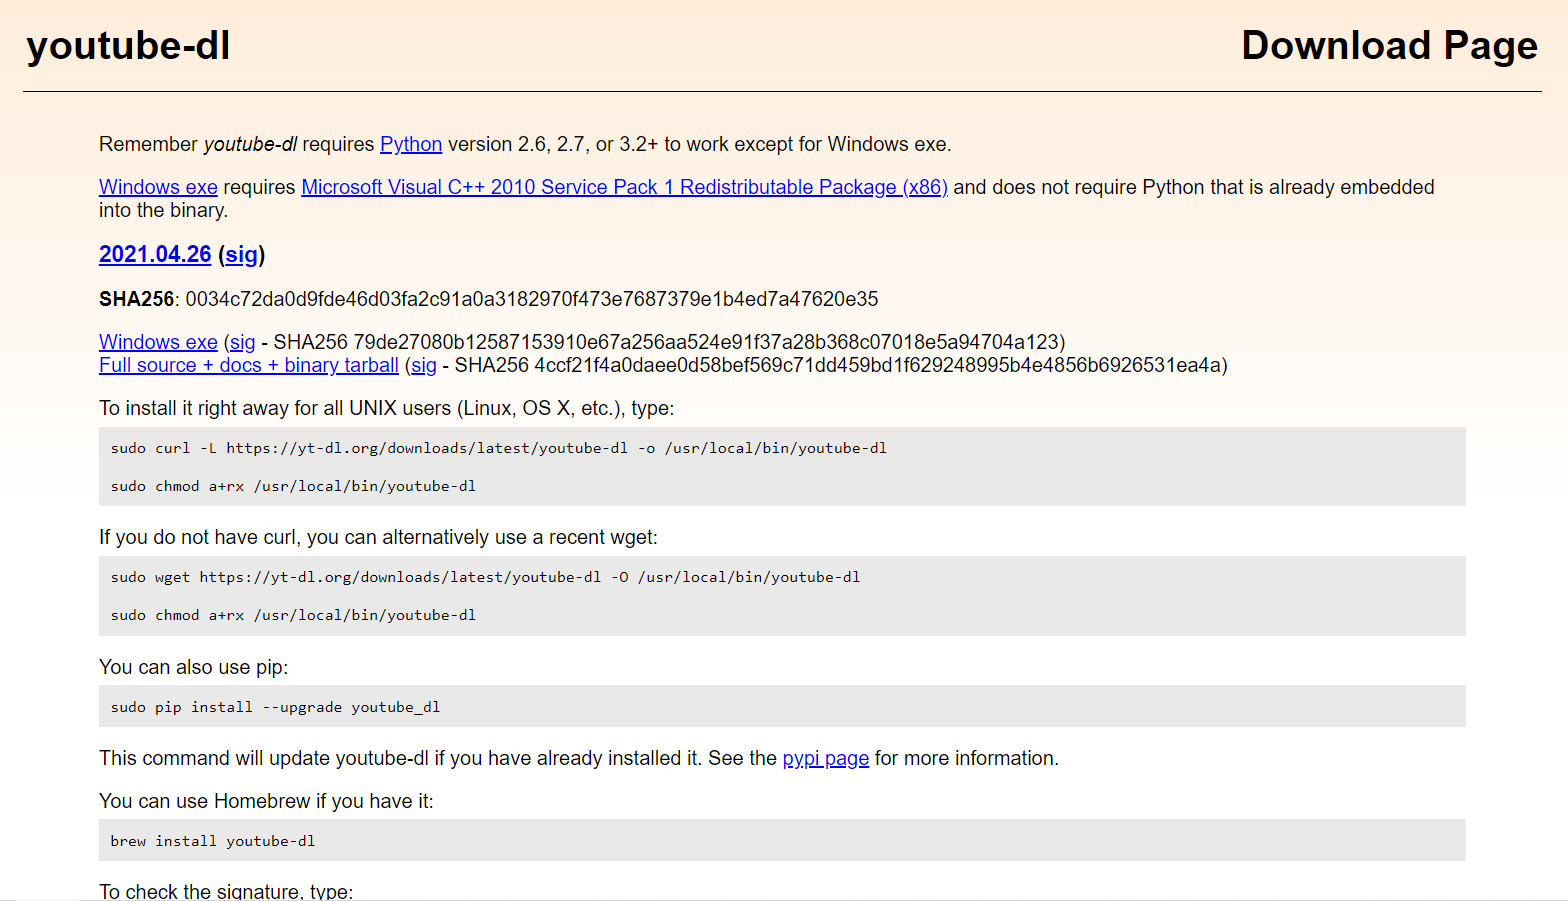 youtube-dl
Download Page
Remember youtube-dl requires Python version 2.6, 2.7, or 3.2+ to work except for Windows exe.
Windows exe requires Microsoft Visual C++ 2010 Service Pack 1 Redistributable Package (x86) and does not require Python that is already embedded
into the binary.
2021.04.26 (sig)
SHA256: 0034c72da0d9fde46d03fa2c91a0a3182970f473e7687379e1b4ed7a47620e35
Windows exe (sig - SHA256 79de27080b12587153910e67a256aa524e91f37a28b368c07018e5a94704a123)
Full source + docs + binary tarball (sig - SHA256 4ccf21f4a0daee0d58bef569c71dd459bd1f629248995b4e4856b6926531ea4a)
To install it right away for all UNIX users (Linux, OS X, etc.), type:
sudo curl -L https://yt-dl.org/downloads/latest/youtube-dl -o /usr/local/bin/youtube-dl
sudo chmod a+rx /usr/local/bin/youtube-dl
If you do not have curl, you can alternatively use a recent wget:
sudo wget https://yt-dl.org/downloads/latest/youtube-dl -O /usr/local/bin/youtube-dl
sudo chmod a+rx /usr/local/bin/youtube-dl
You can also use pip:
sudo pip install --upgrade youtube_dl
This command will update youtube-dl if you have already installed it. See the pypi page for more information.
You can use Homebrew if you have it:
brew install youtube-dl
To check the signature, type: